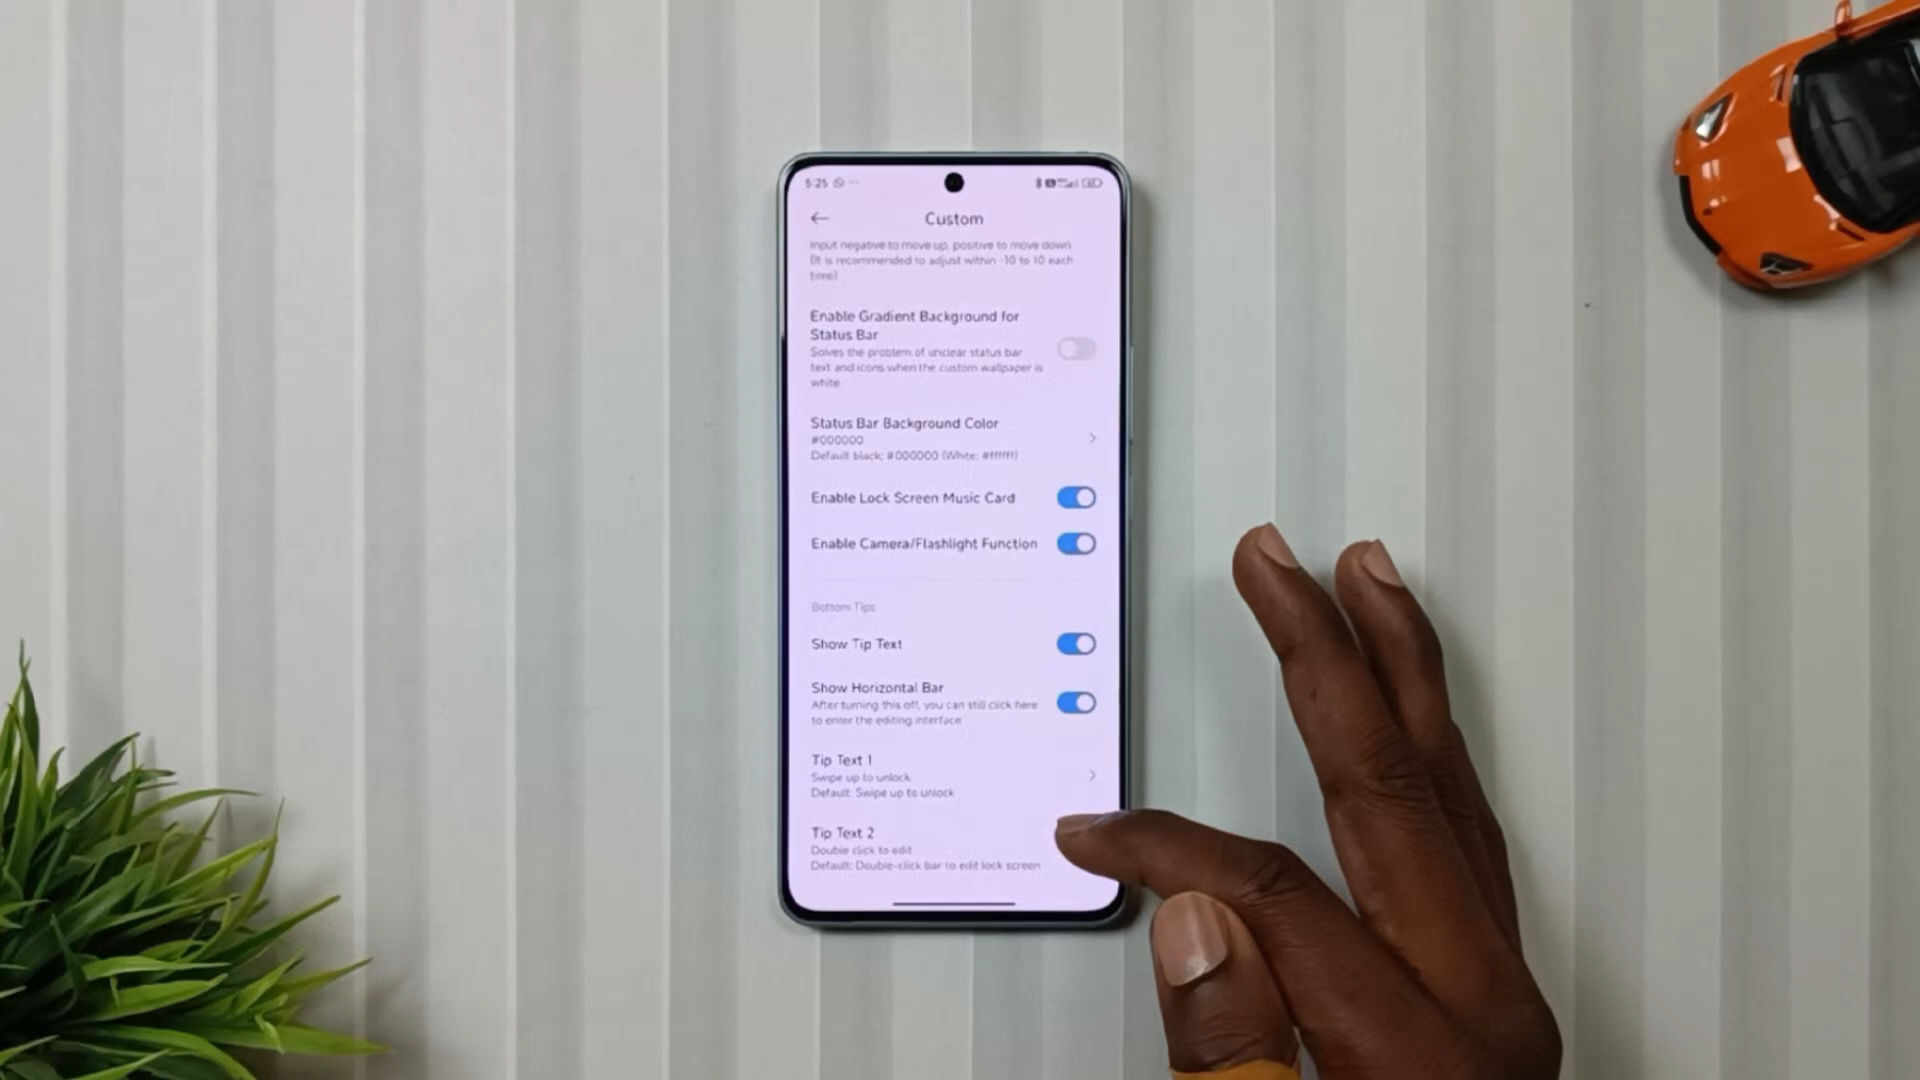 5:25
Custom
Input negative to move up, positive to move down
(It is recommended to adjust within -10 to 10 each
time)
Enable Gradient Background for
Status Bar
Solves the problem of unclear status bar
text and icons when the custom wallpaper is
white
Status Bar Background Color
#000000
Default black: #000000 (White: #ffffff)
Enable Lock Screen Music Card
Enable Camera/Flashlight Function
Bottom Tips
Show Tip Text
Show Horizontal Bar
After turning this off, you can still click here
to enter the editing interface
Tip Text 1
Swipe up to unlock
Default: Swipe up to unlock
Tip Text 2
Double click to edit
Default: Double-click bar to edit lock screen